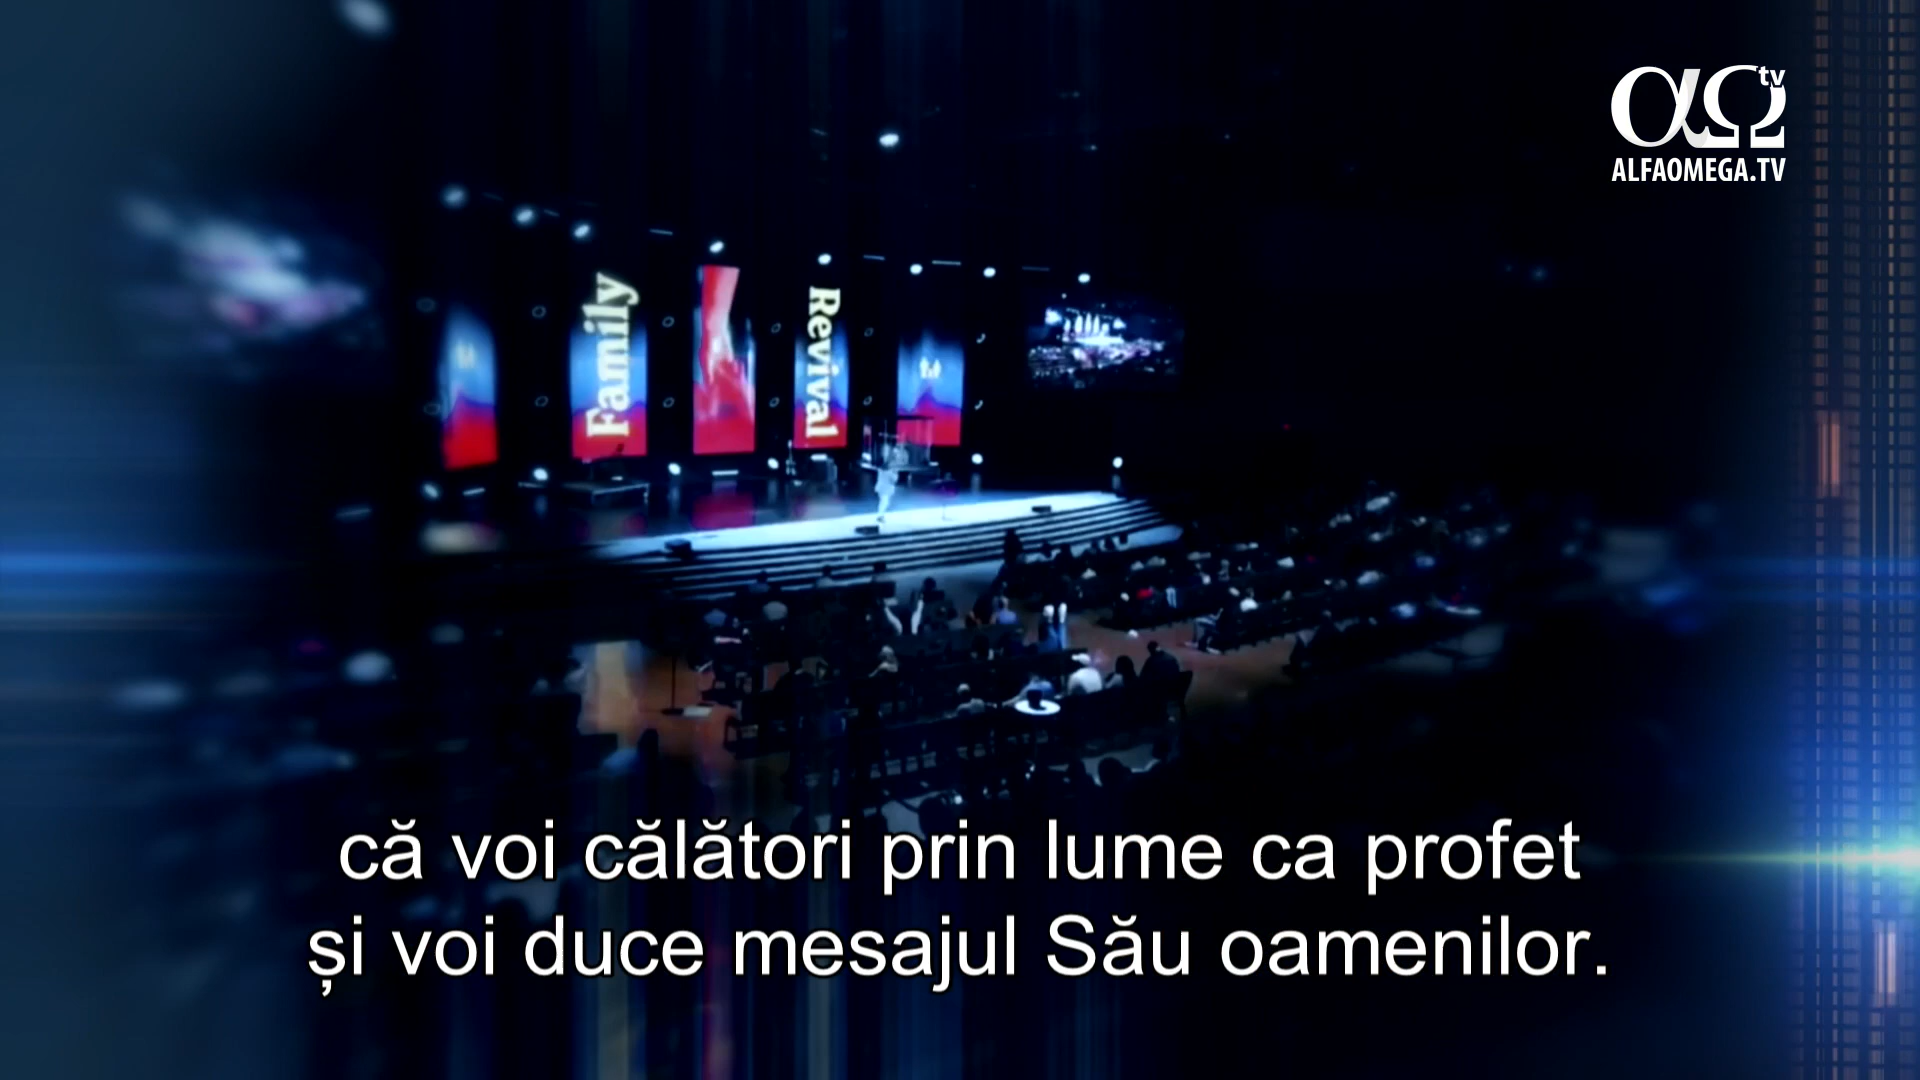 tv
αΩ
ALFAOMEGA.TV
Family
Revival
că voi călători prin lume ca profet
și voi duce mesajul Său oamenilor.